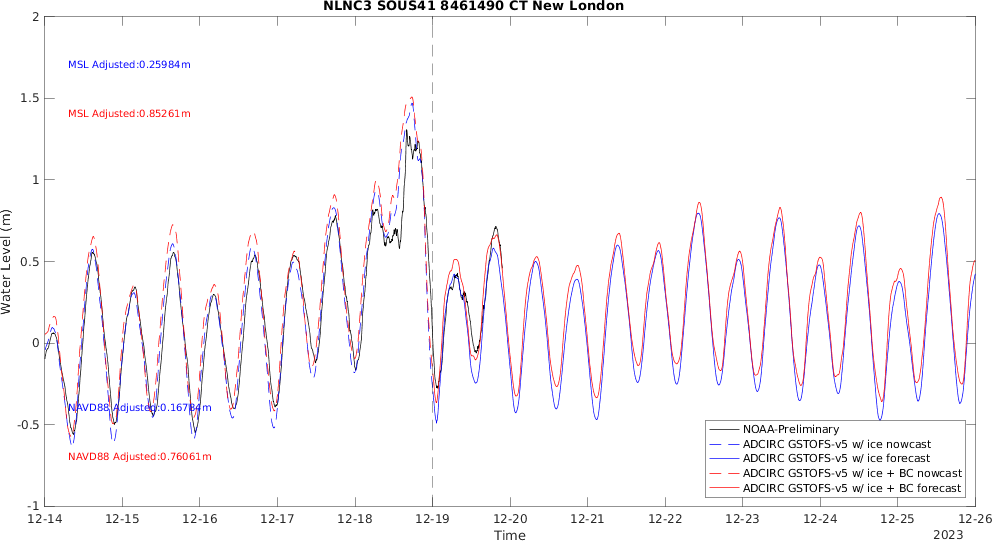 NLNC3 SOUS41 8461490 CT New London
2
1.5
1
0.5
0
-0.5
-1
Water Level (m)
MSL Adjusted:0.25984m
MSL Adjusted:0.85261m
NAVD88 Adjusted:0.16784m
NAVD88 Adjusted:0.76061m
NOAA-Preliminary
ADCIRC GSTOFS-v5 w/ ice nowcast
ADCIRC GSTOFS-v5 w/ ice forecast
ADCIRC GSTOFS-v5 w/ ice + BC nowcast
ADCIRC GSTOFS-v5 w/ ice + BC forecast
12-14 12-15 12-16 12-17 12-18 12-19 12-20 12-21 12-22 12-23 12-24 12-25 12-26
Time
2023